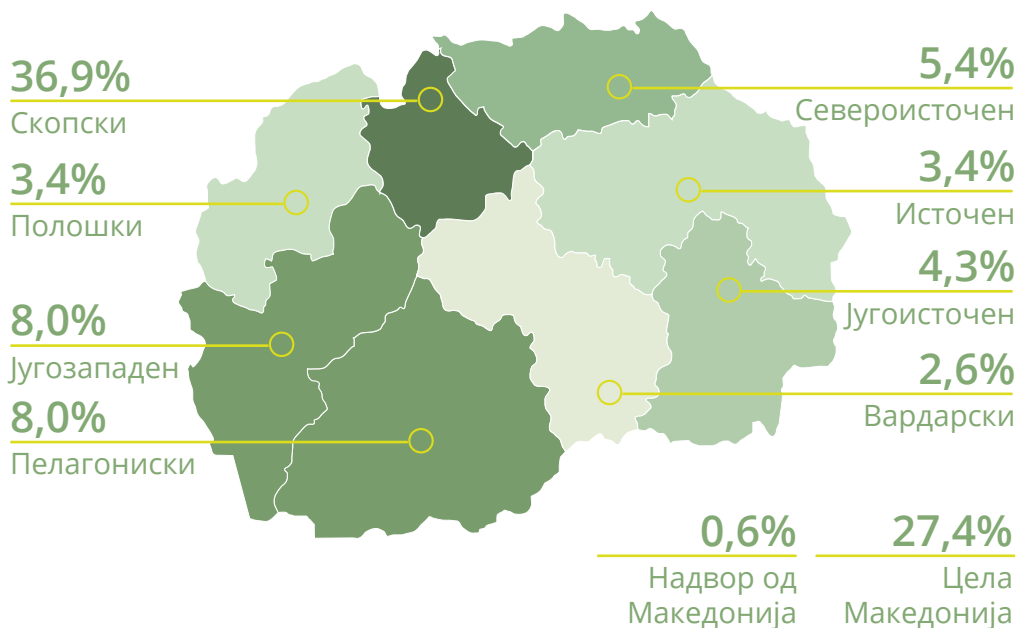 36,9%
Скопски
3,4%
Полошки
8,0%
Југозападен
8,0%
Пелагониски
5,4%
Североисточен
3,4%
Источен
4,3%
Југоисточен
2,6%
Вардарски
0,6%
Надвор од
Македонија
27,4%
Цела
Македонија